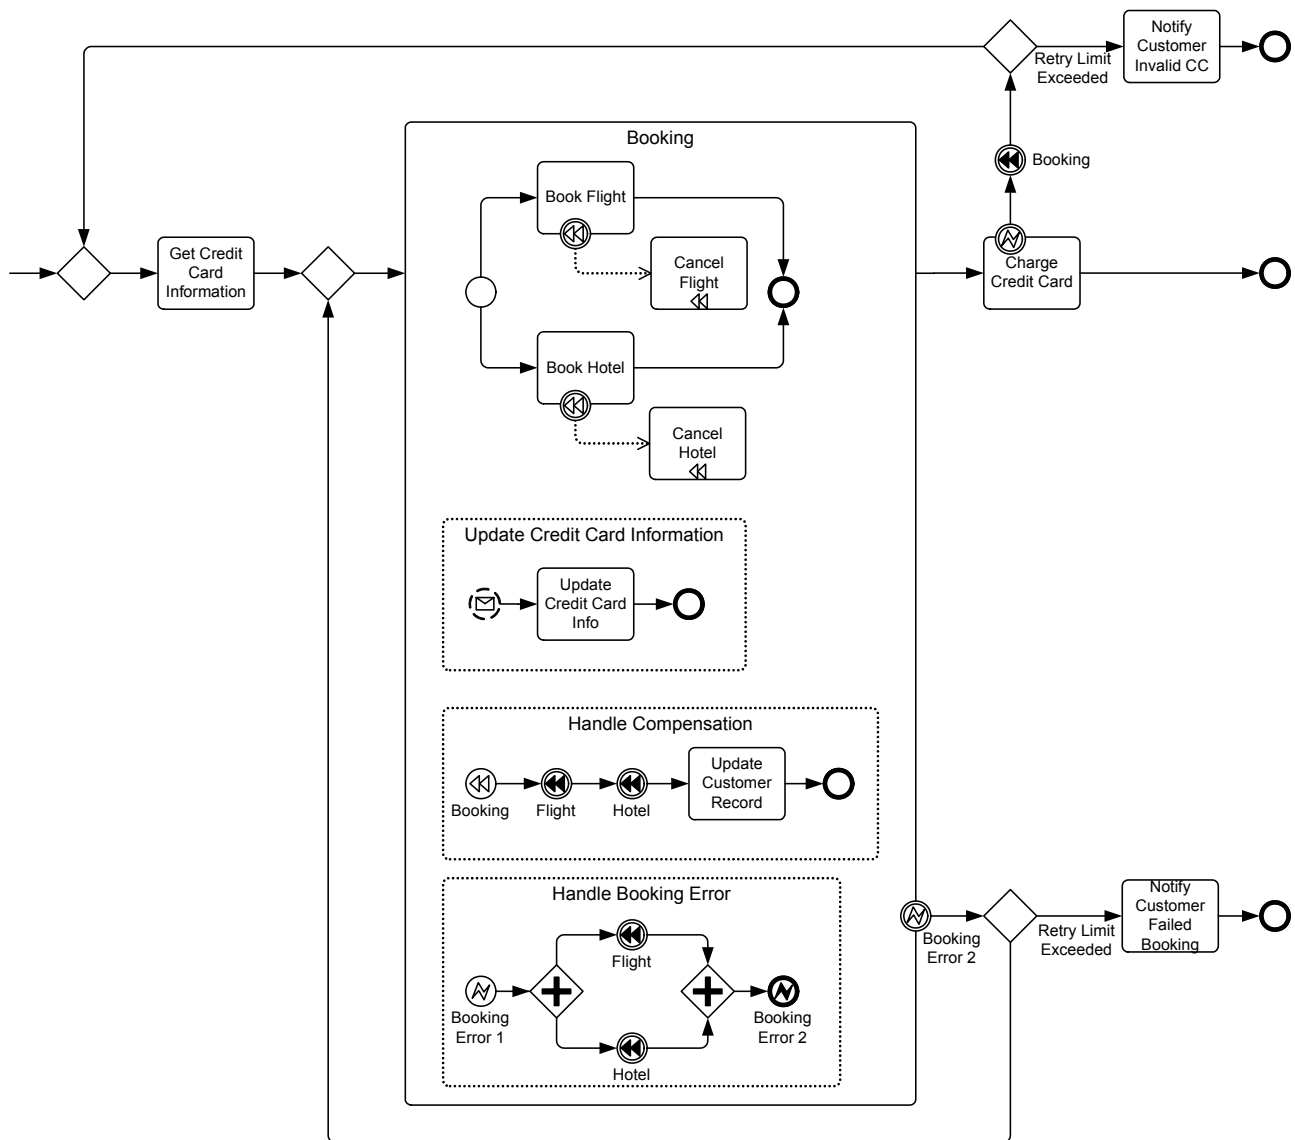 Notify
Customer
Invalid CC
Retry Limit
Exceeded
Booking
Booking
Book Flight
Get Credit
Card
Information
Cancel
Flight
Charge
Credit Card
Book Hotel
Cancel
Hotel
Update Credit Card Information
Update
Credit Card
Info
Handle Compensation
Update
Customer
Record
Booking
Flight
Hotel
Handle Booking Error
Notify
Customer
Failed
Booking
Retry Limit
Exceeded
Booking
Error 2
Flight
Booking
Error 1
Booking
Error 2
Hotel